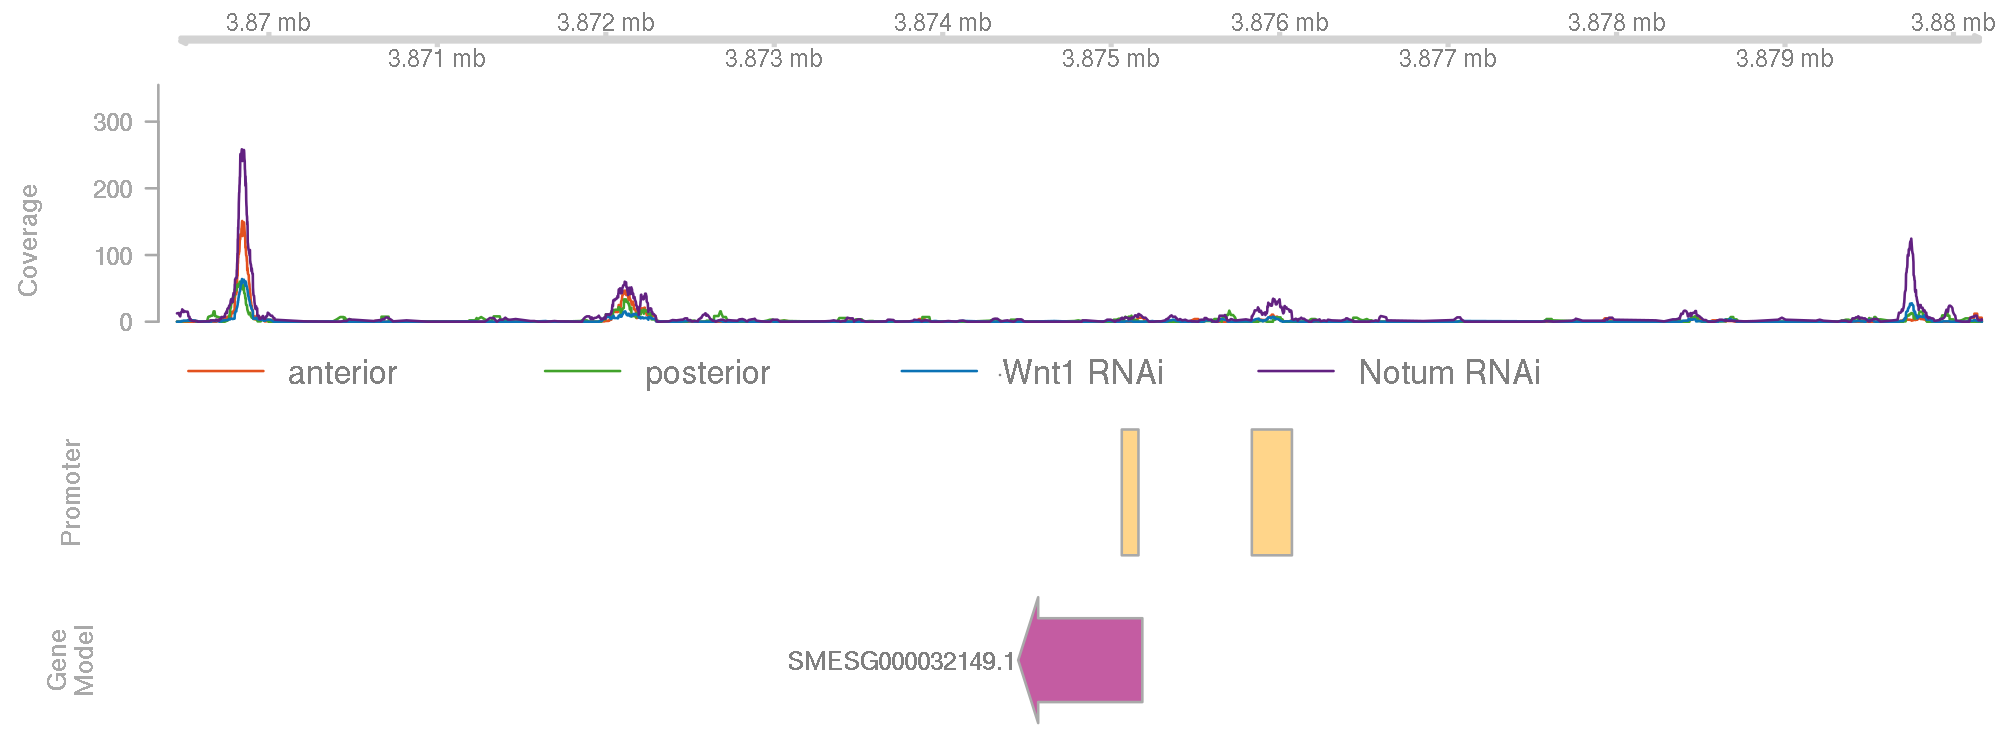 3.87 mb 3.872 mb 3.874 mb 3.876 mb 3.878 mb 3.88 mb
3.871 mb 3.873 mb 3.875 mb 3.877 mb 3.879 mb
Coverage
300
200
100
0
anterior posterior Wnt1 RNAi Notum RNAi
Promoter
Gene
Model
SMESG000032149.1